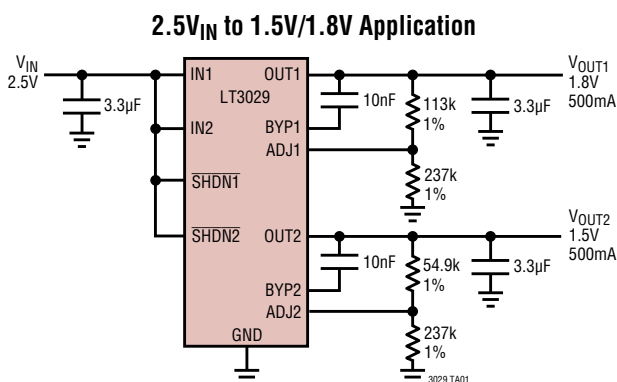 2.5VIN to 1.5V/1.8V Application
VIN
2.5V
3.3µF
IN1
OUT1
LT3029
10nF
113k
1%
3.3µF
VOUT1
1.8V
500mA
IN2
BYP1
ADJ1
SHDN1
237k
1%
SHDN2
OUT2
10nF
54.9k
1%
3.3µF
VOUT2
1.5V
500mA
BYP2
ADJ2
GND
237k
1%
3029 TA01